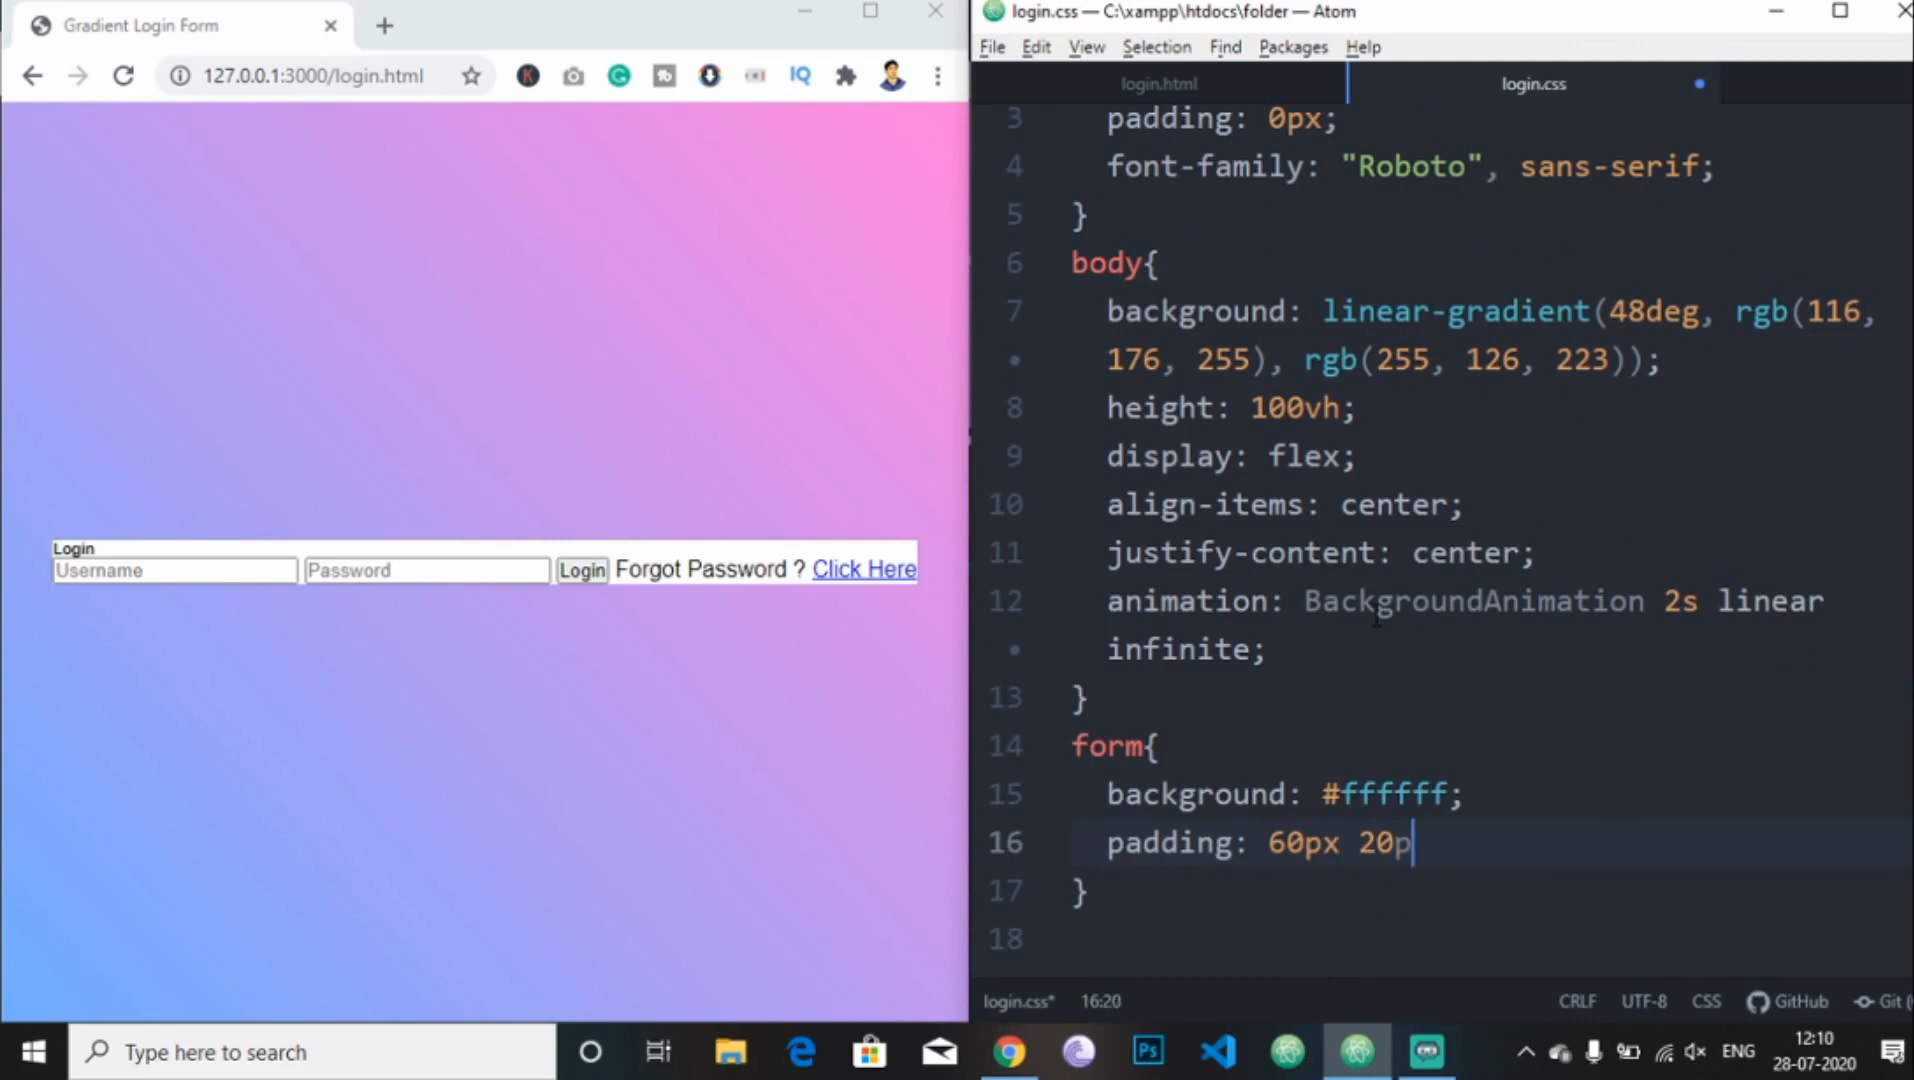 Gradient Login Form
127.0.0.1:3000/login.html
IQ
Login
Username Password Login Forgot Password ? Click Here
login.css — C:\xampp\htdocs\folder — Atom
File Edit View Selection Find Packages Help
login.html login.css
3 padding: 0px;
4 font-family: "Roboto", sans-serif;
5 }
6 body{
7 background: linear-gradient(48deg, rgb(116,
• 176, 255), rgb(255, 126, 223));
8 height: 100vh;
9 display: flex;
10 align-items: center;
11 justify-content: center;
12 animation: BackgroundAnimation 2s linear
• infinite;
13 }
14 form{
15 background: #ffffff;
16 padding: 60px 20p
17 }
18
login.css* 16:20 CRLF UTF-8 CSS GitHub Git (
Type here to search
Ps
ENG
12:10
28-07-2020